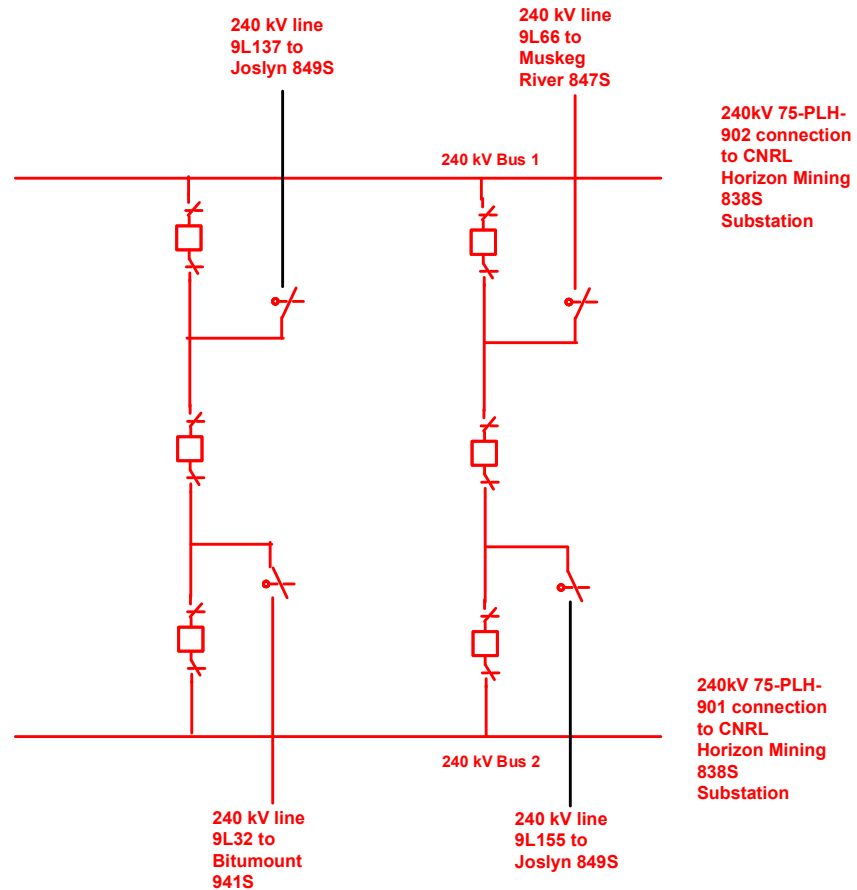 240 kV line
9L137 to
Joslyn 849S
240 kV line
9L66 to
Muskeg
River 847S
240kV 75-PLH-
902 connection
to CNRL
Horizon Mining
838S
Substation
240 kV Bus 1
240kV 75-PLH-
901 connection
to CNRL
Horizon Mining
838S
Substation
240 kV Bus 2
240 kV line
9L32 to
Bitumount
941S
240 kV line
9L155 to
Joslyn 849S